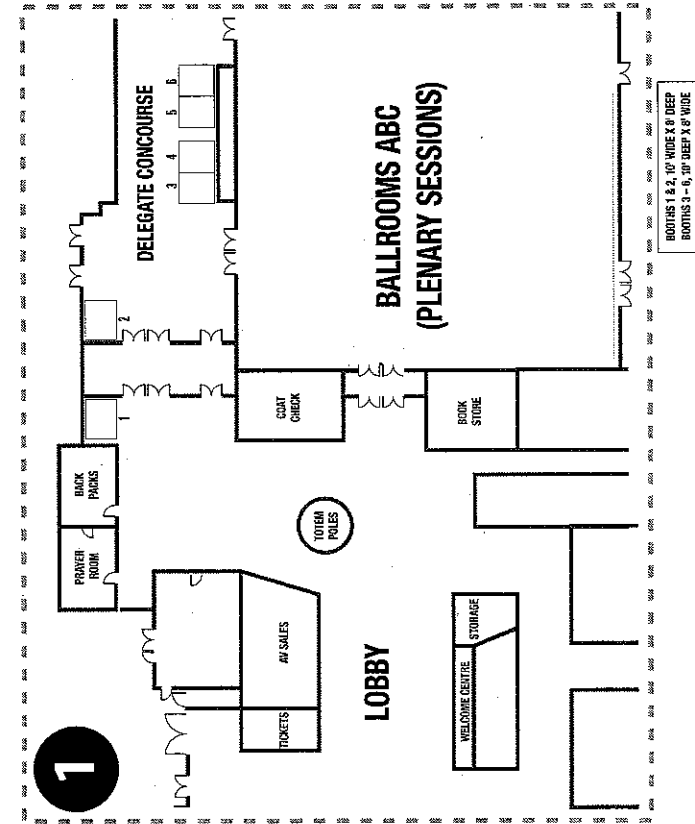 1
PRAYER
ROOM
BACK
PACKS
1
2
DELEGATE CONCOURSE
3
4
5
6
TICKETS
AV SALES
TOTEM
POLES
COAT
CHECK
BALLROOMS ABC
(PLENARY SESSIONS)
LOBBY
WELCOME CENTRE
STORAGE
BOOK
STORE
BOOTHS 1 & 2, 10' WIDE X 8' DEEP
BOOTHS 3 – 6, 10' DEEP X 8' WIDE